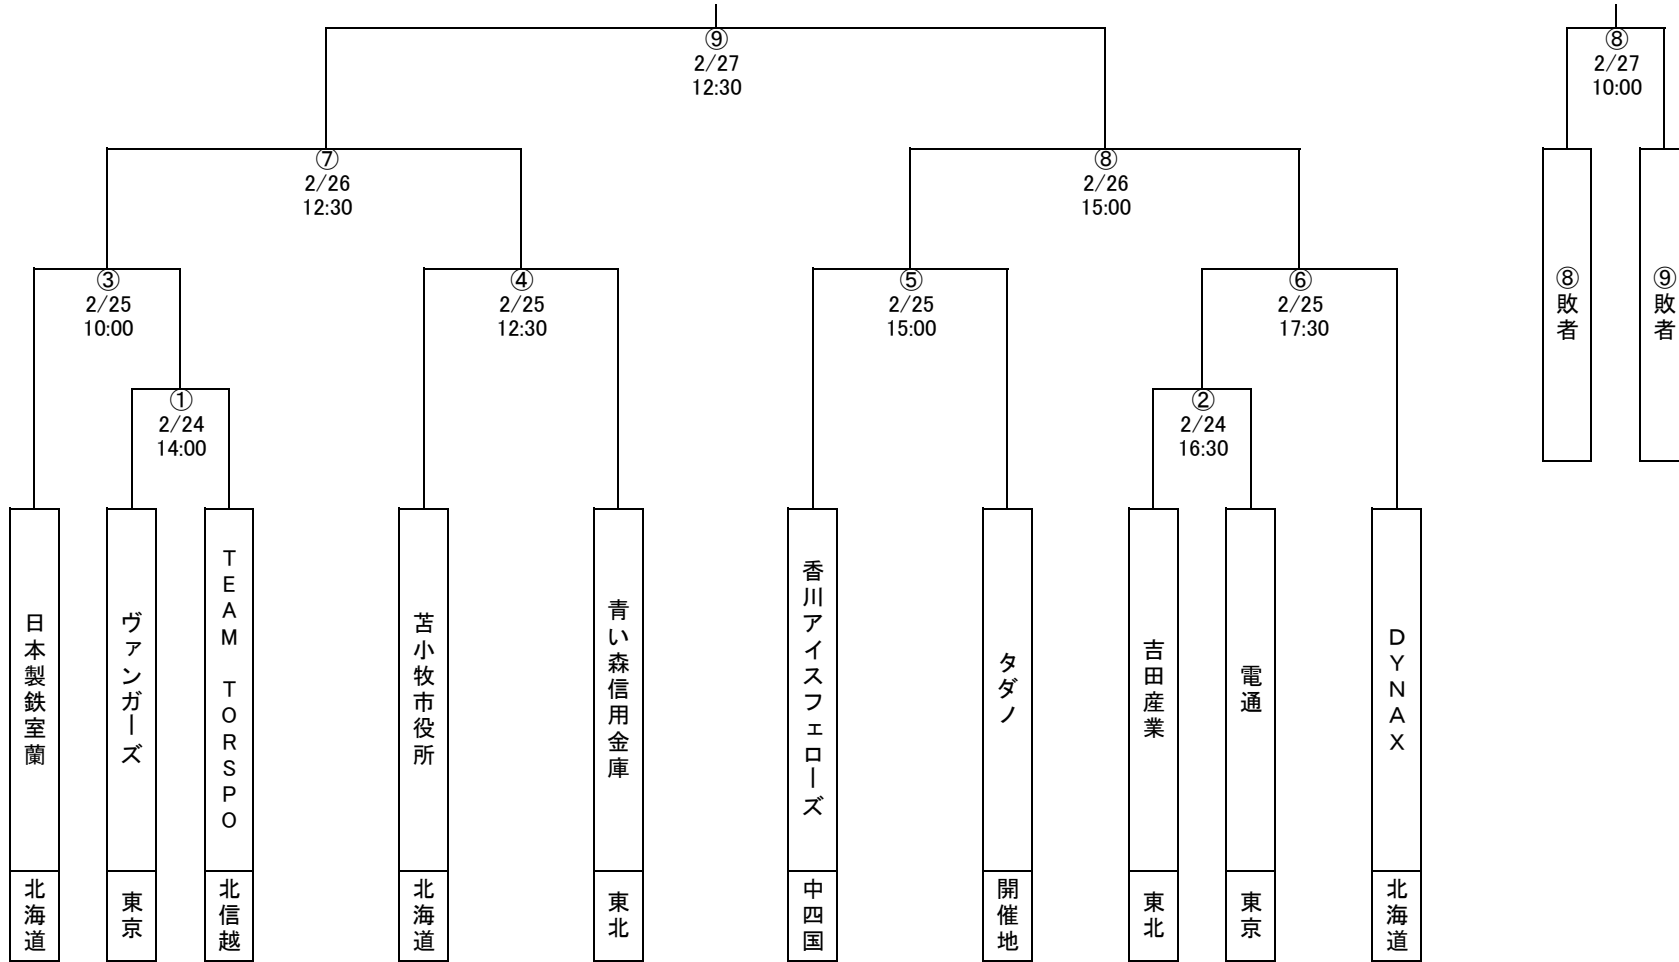 ⑨
2/27
12:30
⑧
2/27
10:00
⑦
2/26
12:30
⑧
2/26
15:00
③
2/25
10:00
④
2/25
12:30
⑤
2/25
15:00
⑥
2/25
17:30
⑧敗者
⑨敗者
①
2/24
14:00
②
2/24
16:30
日本製鉄室蘭
ヴァンガーズ
TEAM TORSPO
苫小牧市役所
青い森信用金庫
香川アイスフェローズ
タダノ
吉田産業
電通
DYNAX
北海道
東京
北信越
北海道
東北
中四国
開催地
東北
東京
北海道